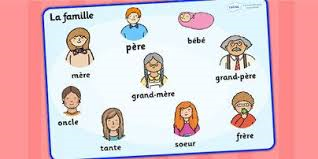 La famille
père
bébé
mère
grand-mère
grand-père
oncle
tante
soeur
frère